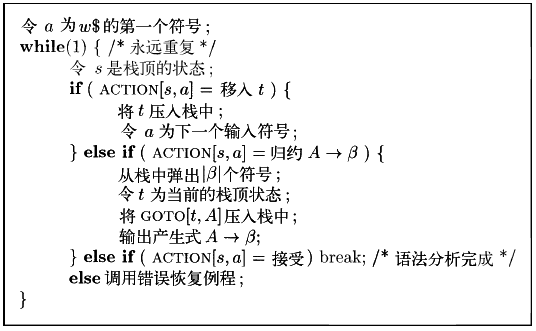 令 a 为w$的第一个符号;
while(1) { /* 永远重复 */
令 s 是栈顶的状态;
if ( ACTION[s,a] = 移入 t ) {
将 t 压入栈中;
令 a 为下一个输入符号;
} else if ( ACTION[s,a] = 归约 A → β ) {
从栈中弹出|β|个符号;
令 t 为当前的栈顶状态;
将 GOTO[t,A]压入栈中;
输出产生式 A → β;
} else if ( ACTION[s,a] = 接受) break; /* 语法分析完成 */
else 调用错误恢复例程;
}